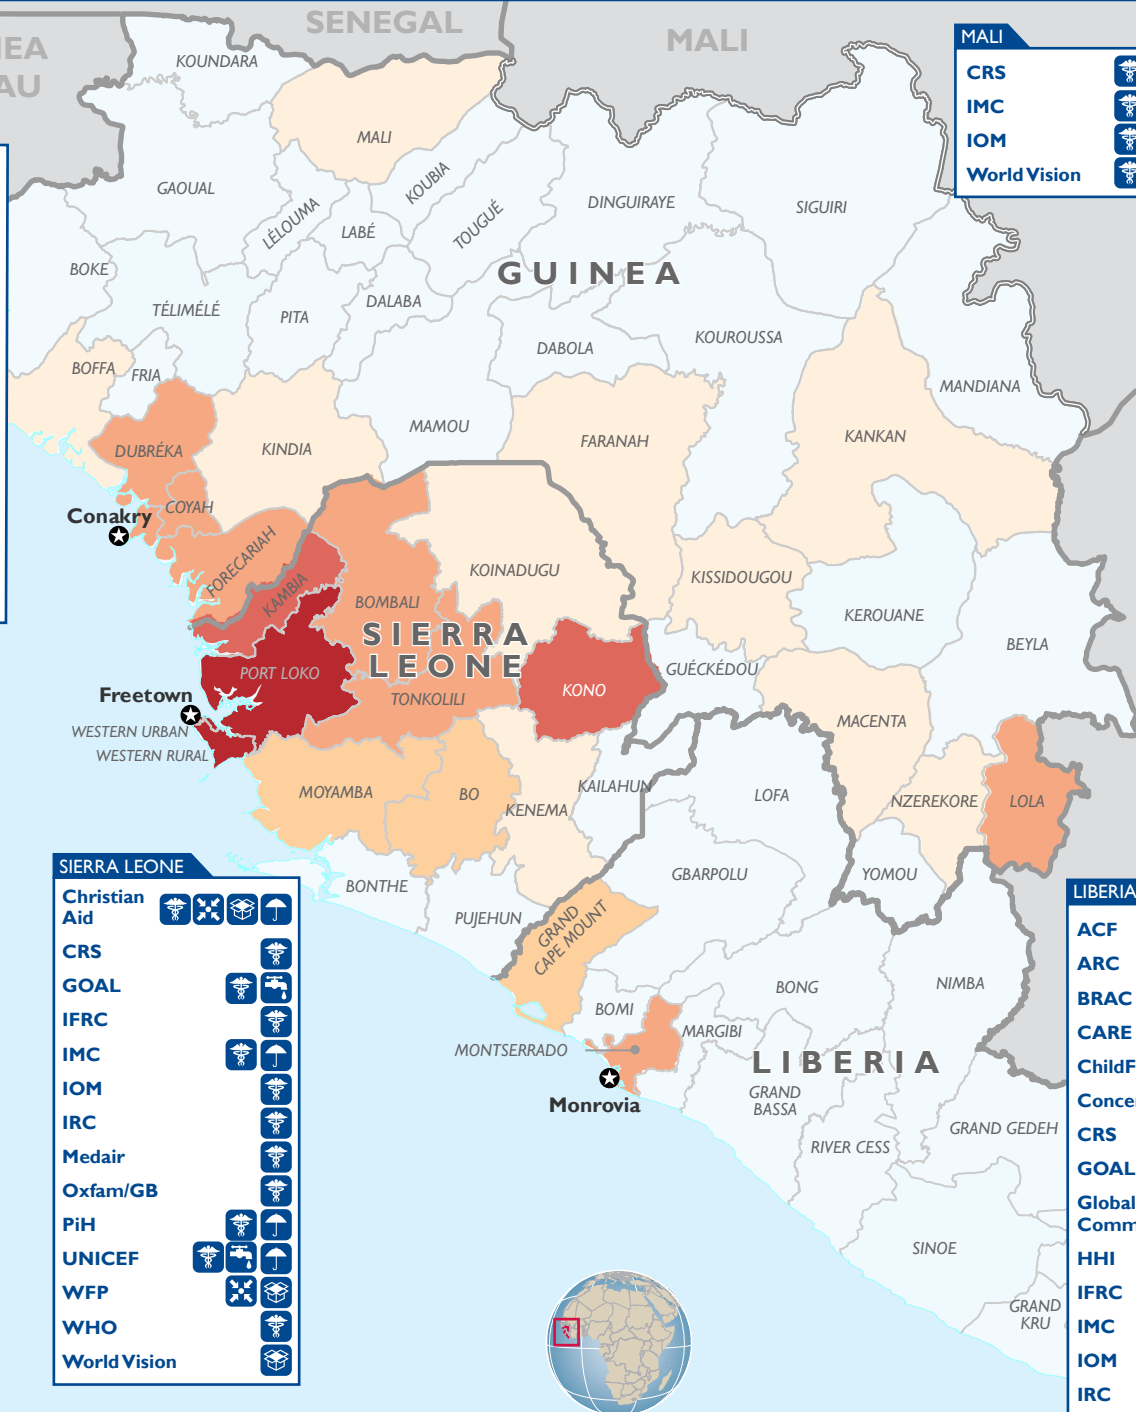 SENEGAL
MALI
EA
AU
KOUNDARA
MALI
GAOUAL
KOUBIA
LÉLOUMA
LABÉ
TOUGUÉ
DINGUIRAYE
SIGUIRI
BOKE
GUINEA
TÉLIMÉLÉ
PITA
DALABA
DABOLA
KOUROUSSA
BOFFA
FRIA
MANDIANA
MAMOU
FARANAH
KANKAN
DUBRÉKA
KINDIA
COYAH
Conakry
FORECARIAH
KAMBIA
KOINADUGU
KISSIDOUGOU
BOMBALI
KEROUANE
BEYLA
SIERRA
LEONE
PORT LOKO
GUÉCKÉDOU
KONO
TONKOLILI
Freetown
WESTERN URBAN
WESTERN RURAL
MACENTA
MOYAMBA
BO
KENEMA
KAILAHUN
LOFA
NZEREKORE
LOLA
BONTHE
GBARPOLU
YOMOU
PUJEHUN
GRAND
CAPE MOUNT
BOMI
BONG
NIMBA
MARGIBI
MONTSERRADO
LIBERIA
Monrovia
GRAND
BASSA
RIVER CESS
GRAND GEDEH
SINOE
GRAND
KRU
MALI
CRS
IMC
IOM
World Vision
SIERRA LEONE
Christian
Aid
CRS
GOAL
IFRC
IMC
IOM
IRC
Medair
Oxfam/GB
PiH
UNICEF
WFP
WHO
World Vision
LIBERIA
ACF
ARC
BRAC
CARE
ChildF
Concer
CRS
GOAL
Global
Comm
HHI
IFRC
IMC
IOM
IRC